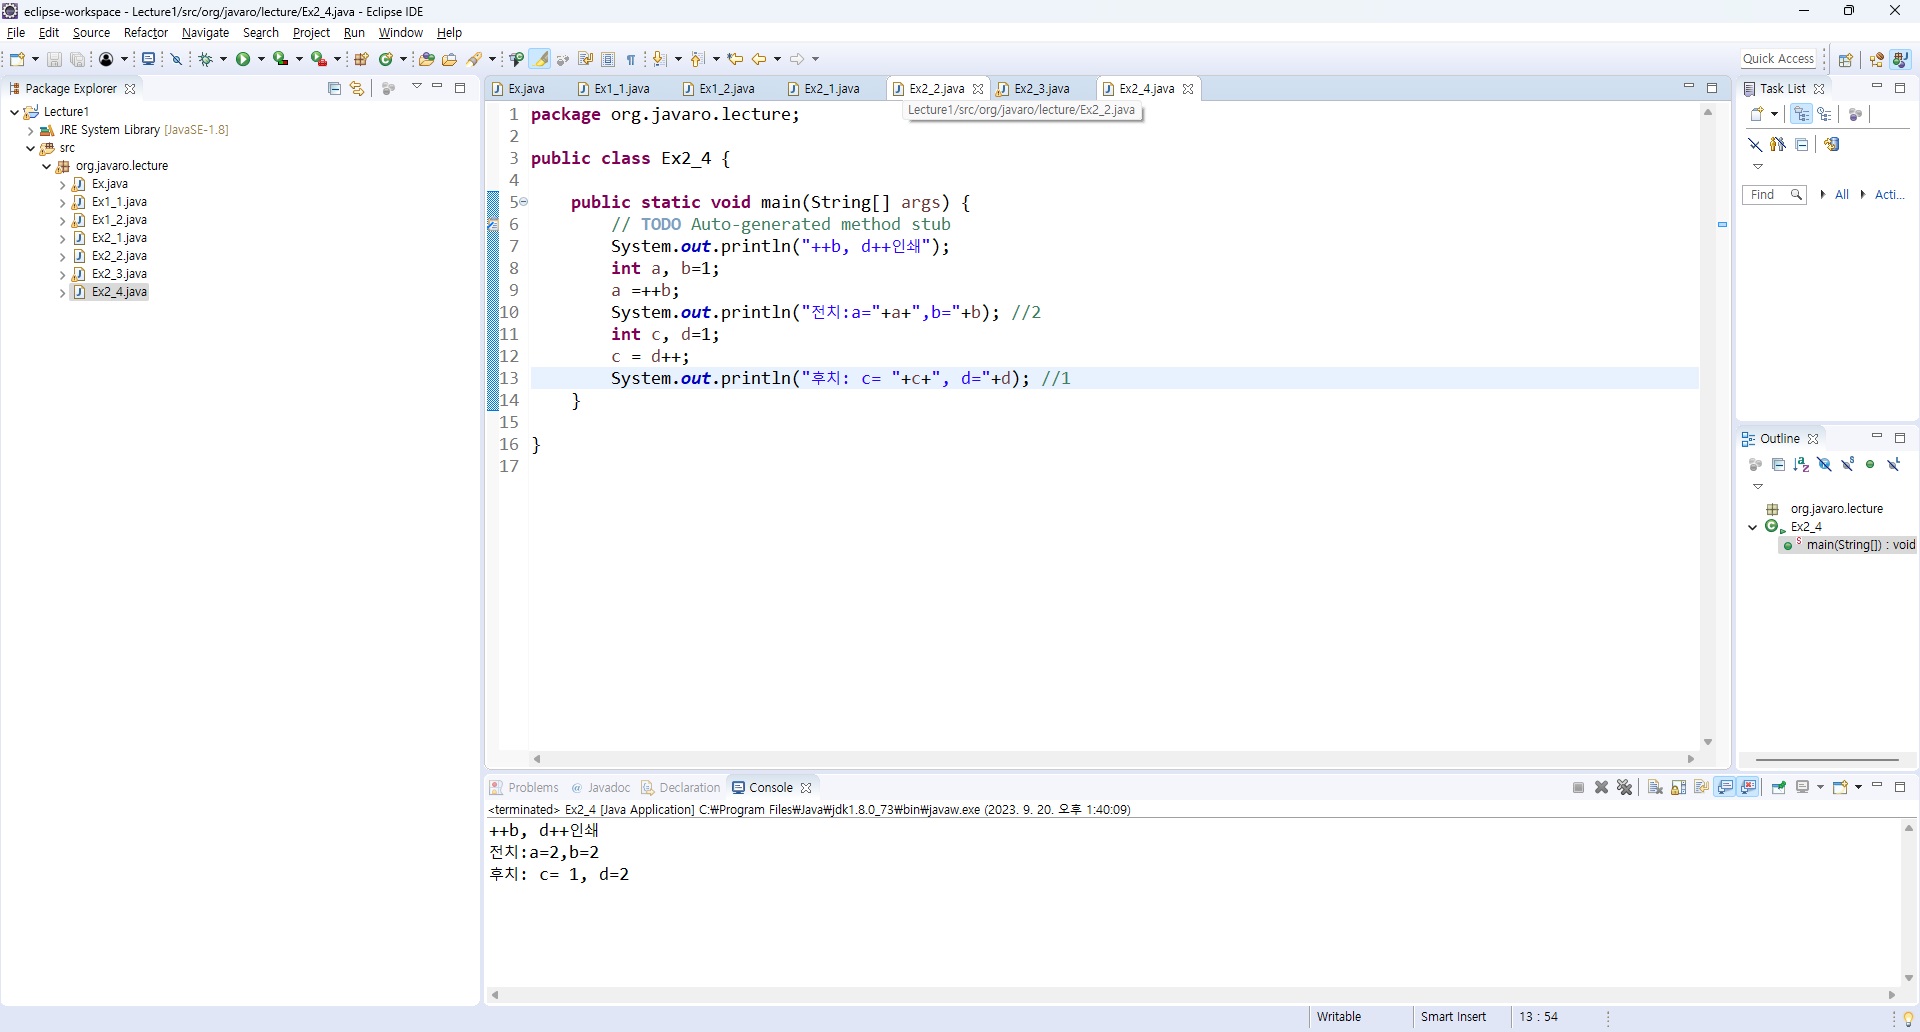 eclipse-workspace - Lecture1/src/org/javaro/lecture/Ex2_4.java - Eclipse IDE
File Edit Source Refactor Navigate Search Project Run Window Help
Quick Access
Package Explorer
Lecture1
JRE System Library [JavaSE-1.8]
src
org.javaro.lecture
Ex.java
Ex1_1.java
Ex1_2.java
Ex2_1.java
Ex2_2.java
Ex2_3.java
Ex2_4.java
Ex.java Ex1_1.java Ex1_2.java Ex2_1.java Ex2_2.java Ex2_3.java Ex2_4.java
Lecture1/src/org/javaro/lecture/Ex2_2.java
1 package org.javaro.lecture;
2
3 public class Ex2_4 {
4
5 public static void main(String[] args) {
6 // TODO Auto-generated method stub
7 System.out.println("++b, d++인쇄");
8 int a, b=1;
9 a =++b;
10 System.out.println("전치:a="+a+",b="+b); //2
11 int c, d=1;
12 c = d++;
13 System.out.println("후치: c= "+c+", d="+d); //1
14 }
15
16 }
17
Task List
Find All Acti...
Outline
org.javaro.lecture
Ex2_4
main(String[]) : void
Problems Javadoc Declaration Console
<terminated> Ex2_4 [Java Application] C:₩Program Files₩Java₩jdk1.8.0_73₩bin₩javaw.exe (2023. 9. 20. 오후 1:40:09)
++b, d++인쇄
전치:a=2,b=2
후치: c= 1, d=2
Writable Smart Insert 13 : 54